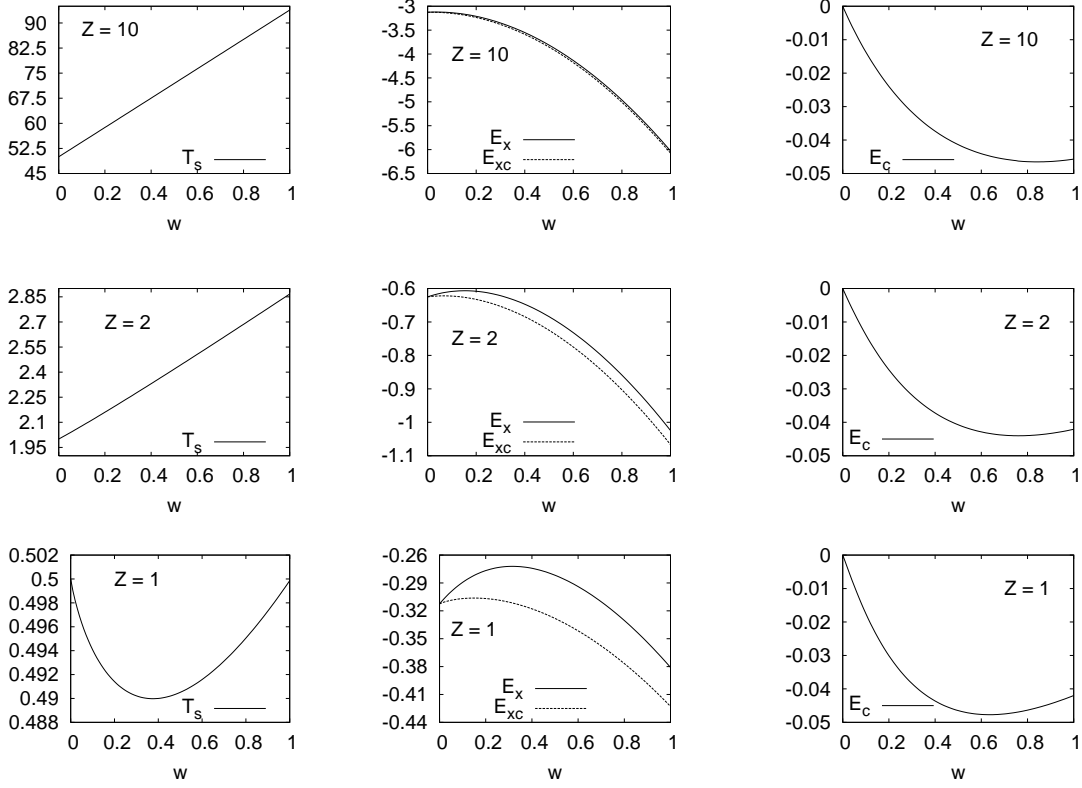 90
82.5
75
67.5
60
52.5
45
Z = 10
T_s
0 0.2 0.4 0.6 0.8 1
w
-3
-3.5
-4
-4.5
-5
-5.5
-6
-6.5
Z = 10
E_x
E_xc
0 0.2 0.4 0.6 0.8 1
w
0
-0.01
-0.02
-0.03
-0.04
-0.05
Z = 10
E_c
0 0.2 0.4 0.6 0.8 1
w
2.85
2.7
2.55
2.4
2.25
2.1
1.95
Z = 2
T_s
0 0.2 0.4 0.6 0.8 1
w
-0.6
-0.7
-0.8
-0.9
-1
-1.1
Z = 2
E_x
E_xc
0 0.2 0.4 0.6 0.8 1
w
0
-0.01
-0.02
-0.03
-0.04
-0.05
Z = 2
E_c
0 0.2 0.4 0.6 0.8 1
w
0.502
0.5
0.498
0.496
0.494
0.492
0.49
0.488
Z = 1
T_s
0 0.2 0.4 0.6 0.8 1
w
-0.26
-0.29
-0.32
-0.35
-0.38
-0.41
-0.44
Z = 1
E_x
E_xc
0 0.2 0.4 0.6 0.8 1
w
0
-0.01
-0.02
-0.03
-0.04
-0.05
Z = 1
E_c
0 0.2 0.4 0.6 0.8 1
w